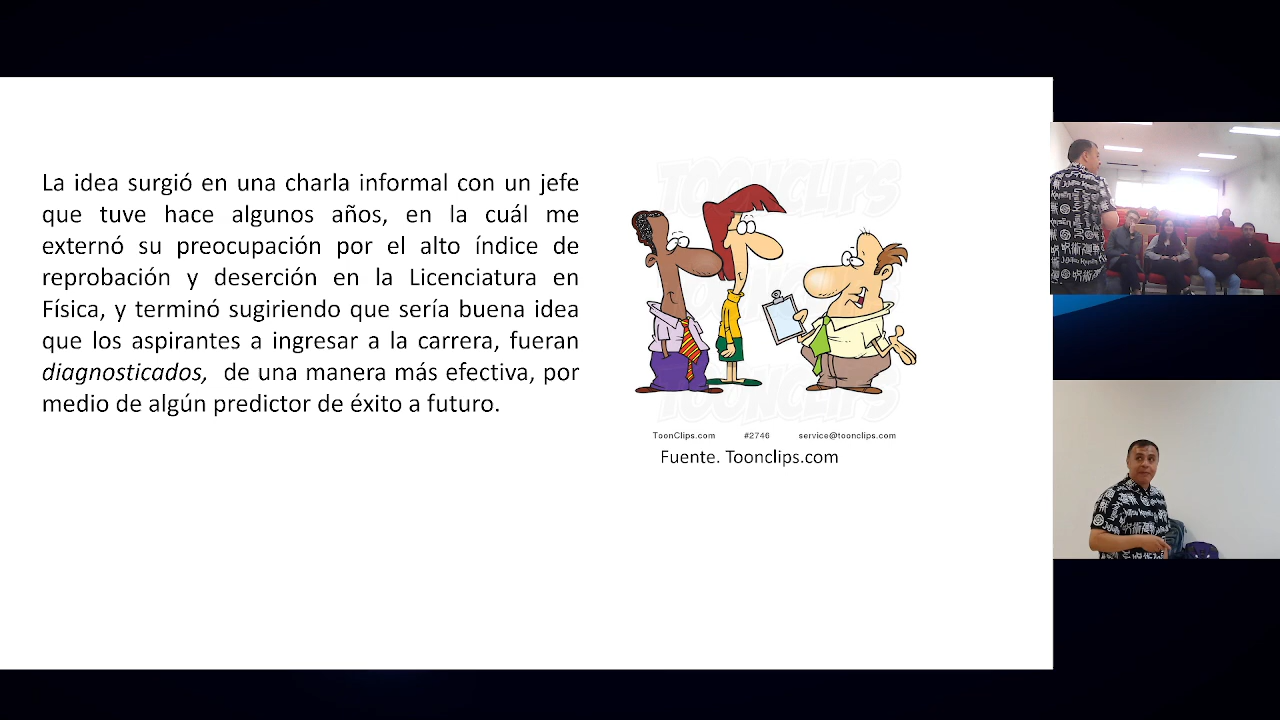 La idea surgió en una charla informal con un jefe
que tuve hace algunos años, en la cuál me
externó su preocupación por el alto índice de
reprobación y deserción en la Licenciatura en
Física, y terminó sugiriendo que sería buena idea
que los aspirantes a ingresar a la carrera, fueran
diagnosticados, de una manera más efectiva, por
medio de algún predictor de éxito a futuro.
TOONCLIPS
TOONCLIPS
ToonClips.com #2746 service@toonclips.com
Fuente. Toonclips.com